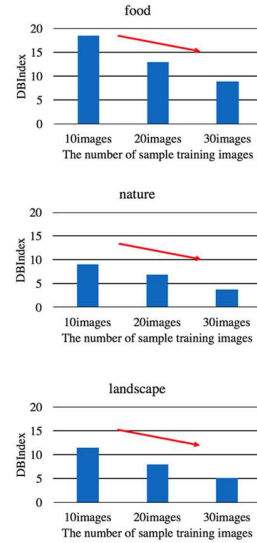 food
DBIndex
20
15
10
5
0
10images 20images 30images
The number of sample training images
nature
DBIndex
20
15
10
5
0
10images 20images 30images
The number of sample training images
landscape
DBIndex
20
15
10
5
0
10images 20images 30images
The number of sample training images